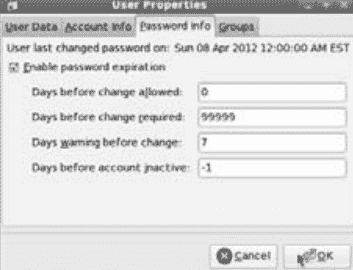 User Properties
User Data Account Info Password Info Groups
User last changed password on: Sun 08 Apr 2012 12:00:00 AM EST
Enable password expiration
Days before change allowed: 0
Days before change required: 99999
Days warning before change: 7
Days before account inactive: -1
Cancel OK